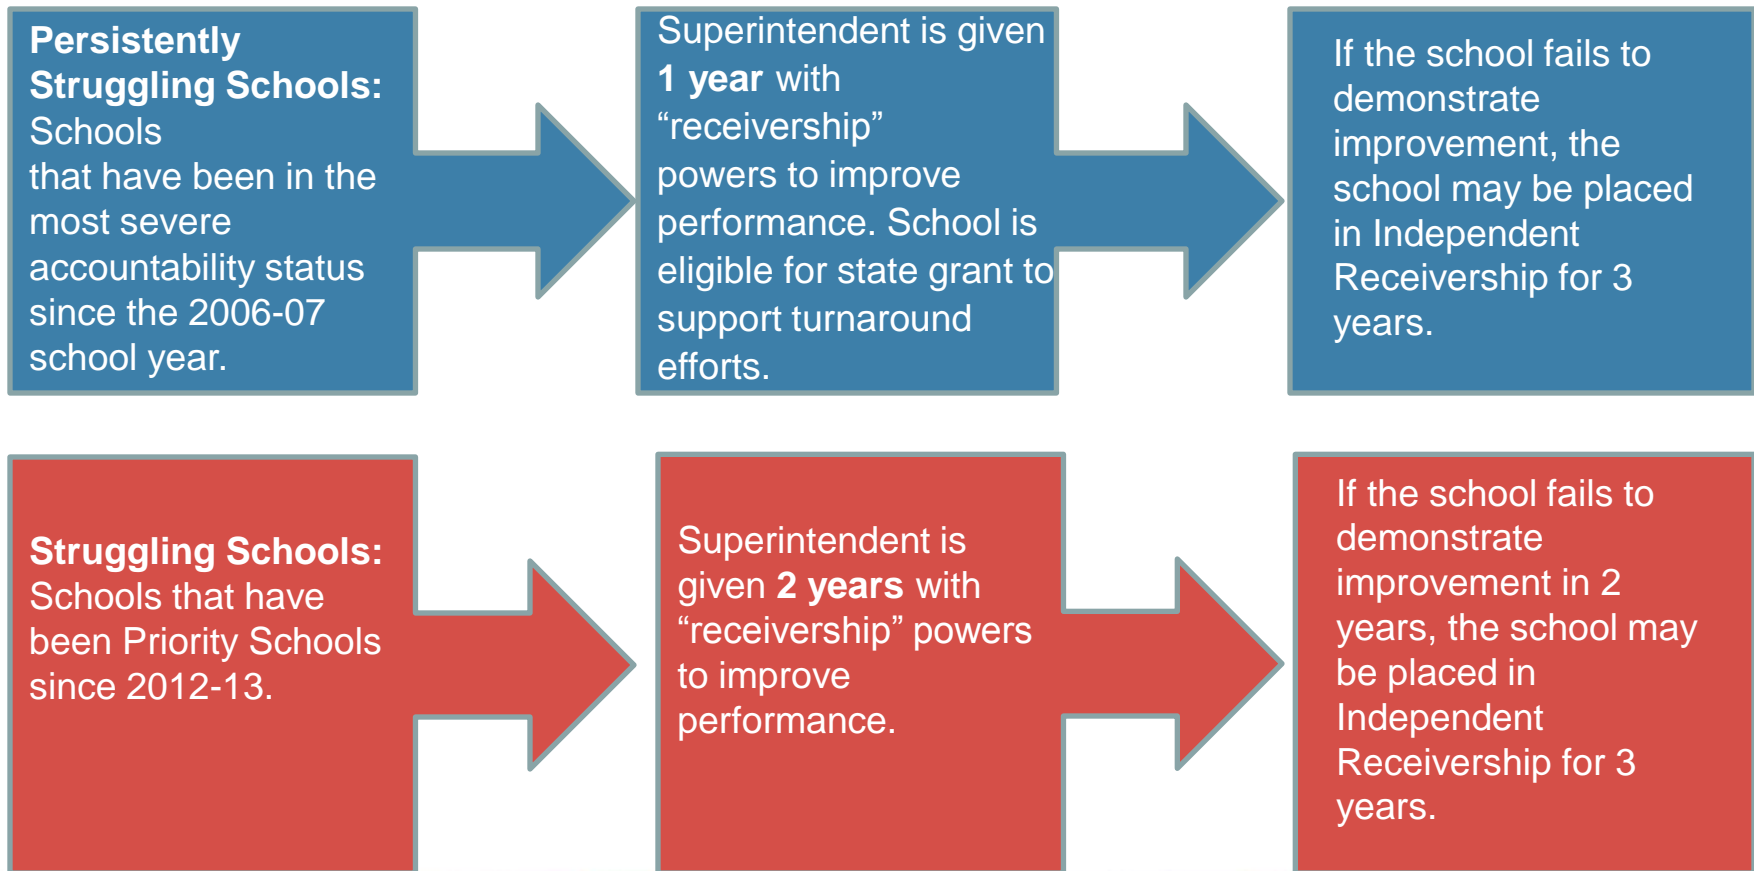 Persistently
Struggling Schools:
Schools
that have been in the
most severe
accountability status
since the 2006-07
school year.
Superintendent is given
1 year with
“receivership”
powers to improve
performance. School is
eligible for state grant to
support turnaround
efforts.
If the school fails to
demonstrate
improvement, the
school may be placed
in Independent
Receivership for 3
years.
Struggling Schools:
Schools that have
been Priority Schools
since 2012-13.
Superintendent is
given 2 years with
“receivership” powers
to improve
performance.
If the school fails to
demonstrate
improvement in 2
years, the school may
be placed in
Independent
Receivership for 3
years.